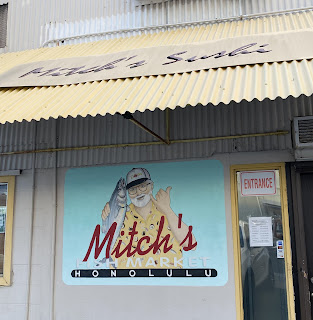 Mitch's Sushi
ENTRANCE
Mitch's
FISH MARKET
HONOLULU